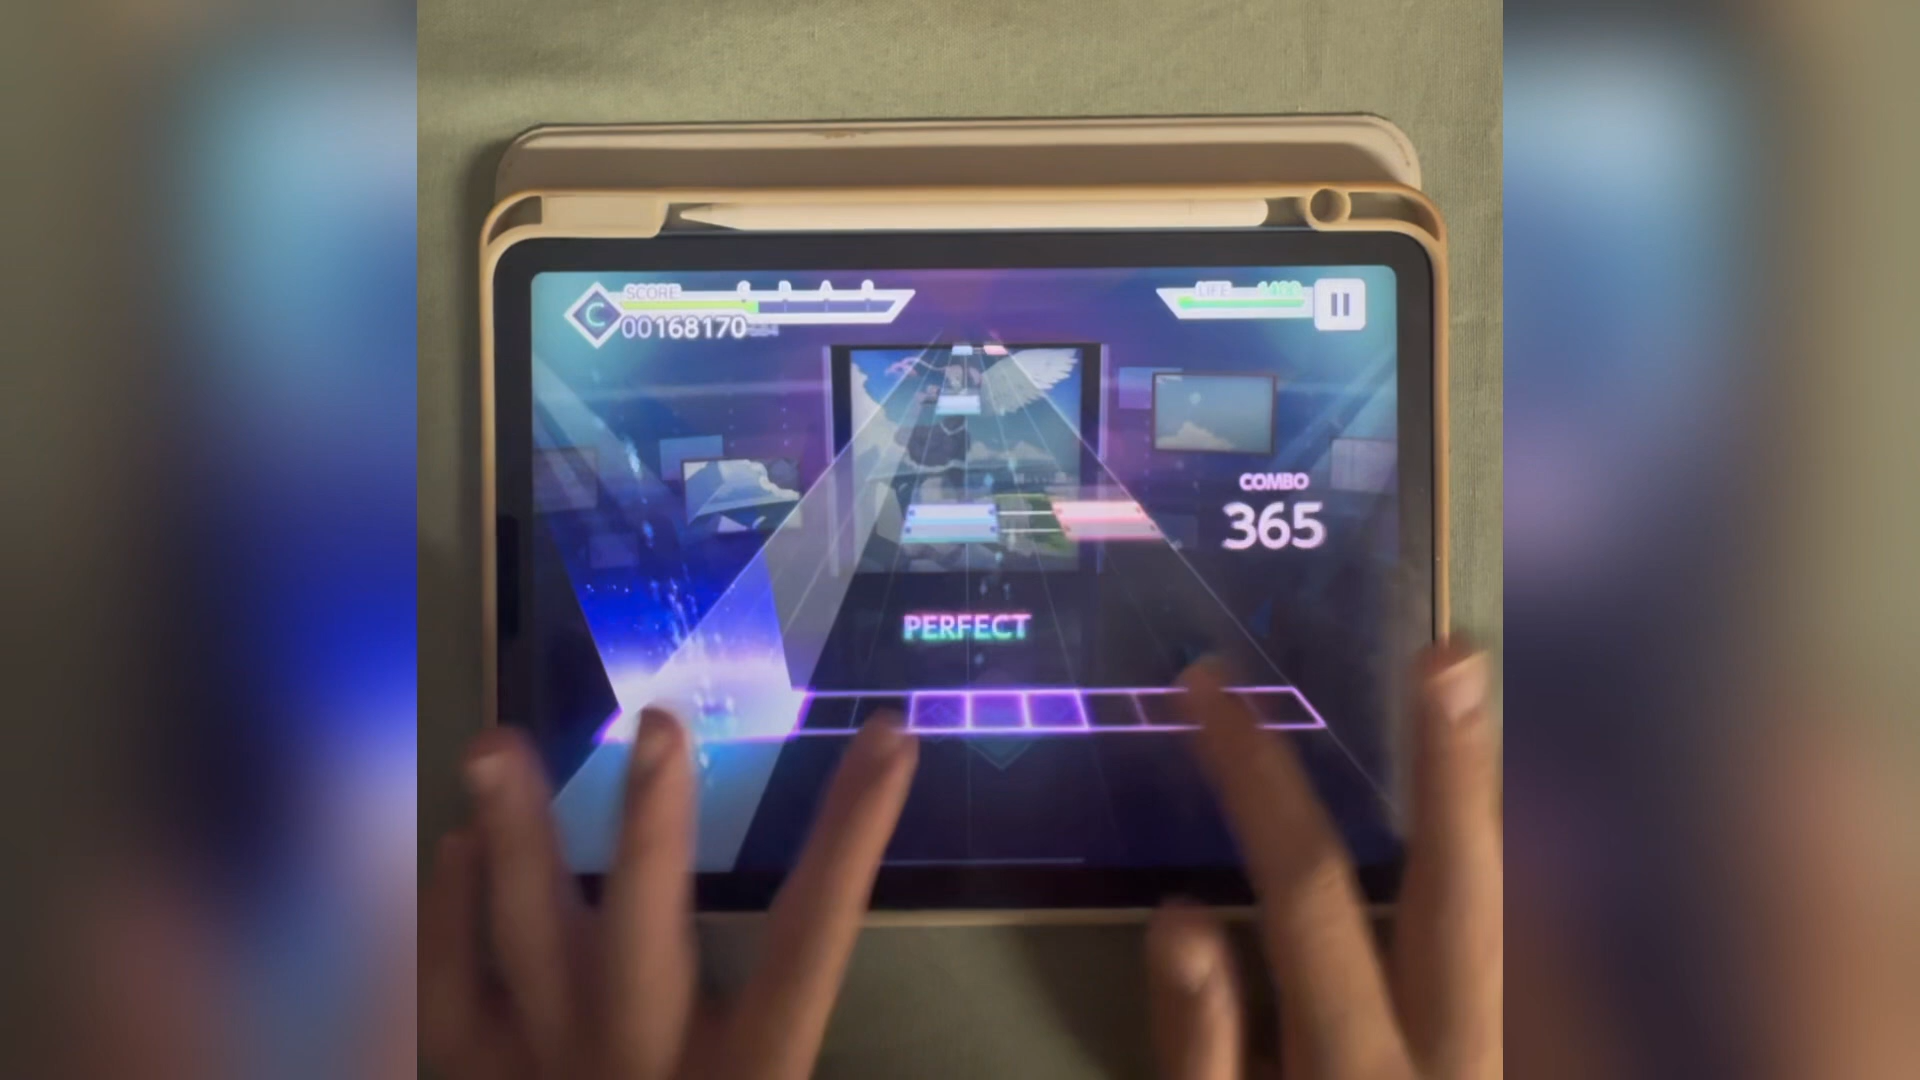 C
SCORE
C B A S
00168170
LIFE
COMBO
365
PERFECT